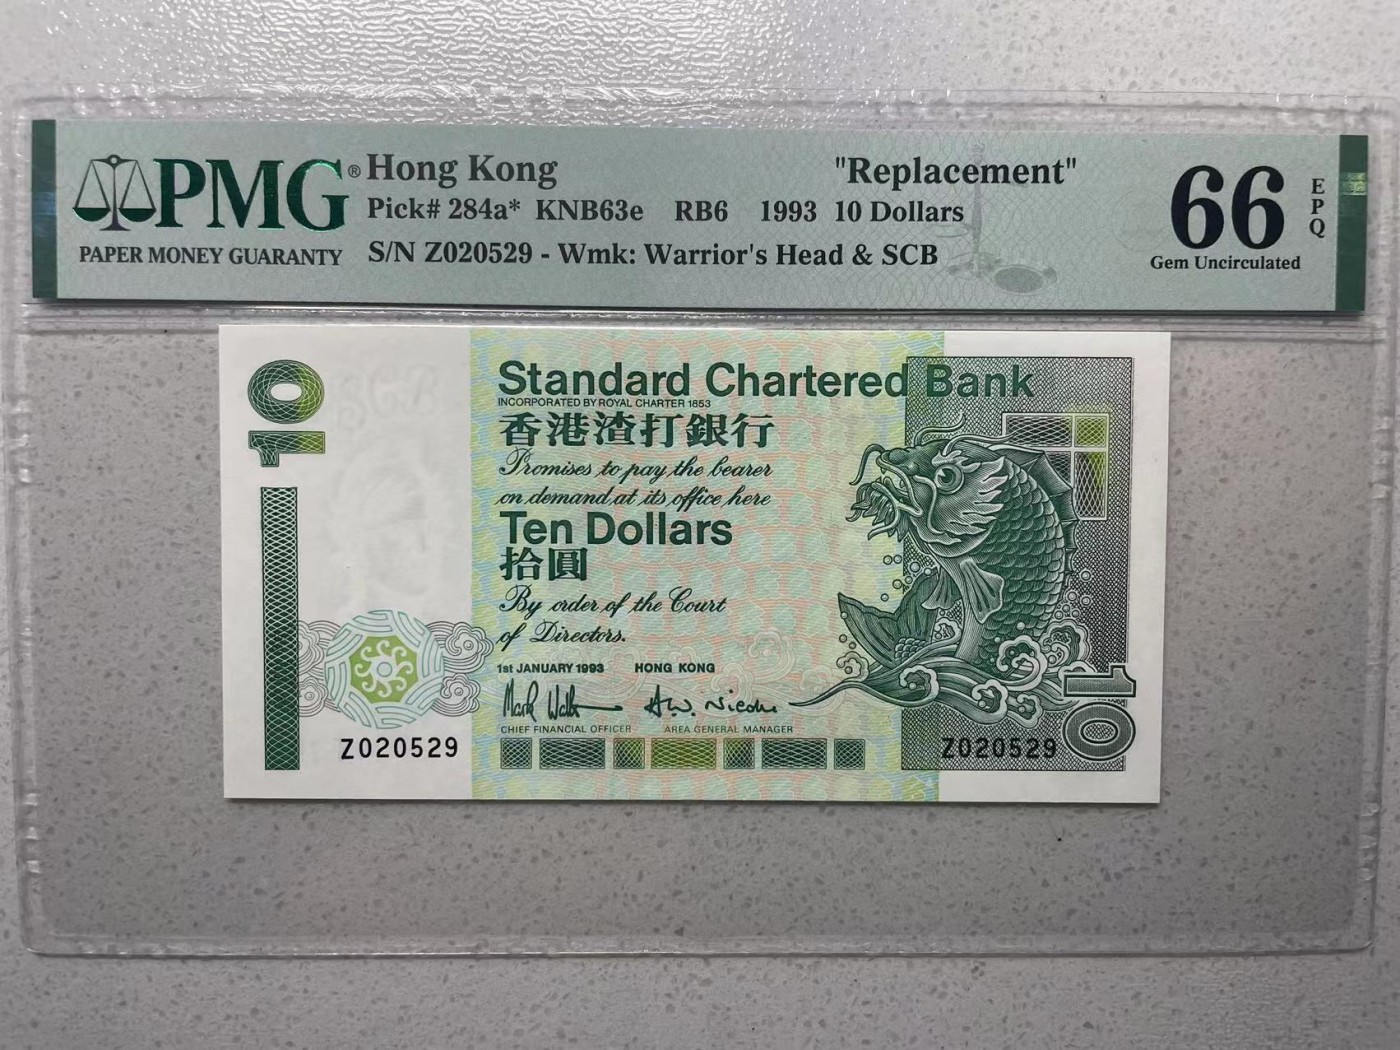 PMG®
PAPER MONEY GUARANTY
Hong Kong "Replacement"
Pick# 284a* KNB63e RB6 1993 10 Dollars
S/N Z020529 - Wmk: Warrior's Head & SCB
66
EPQ
Gem Uncirculated
10
Standard Chartered Bank
INCORPORATED BY ROYAL CHARTER 1853
香港渣打銀行
Promises to pay the bearer
on demand at its office here
Ten Dollars
拾圓
By order of the Court
of Directors.
1st JANUARY 1993 HONG KONG
CHIEF FINANCIAL OFFICER AREA GENERAL MANAGER
Z020529 Z020529
10